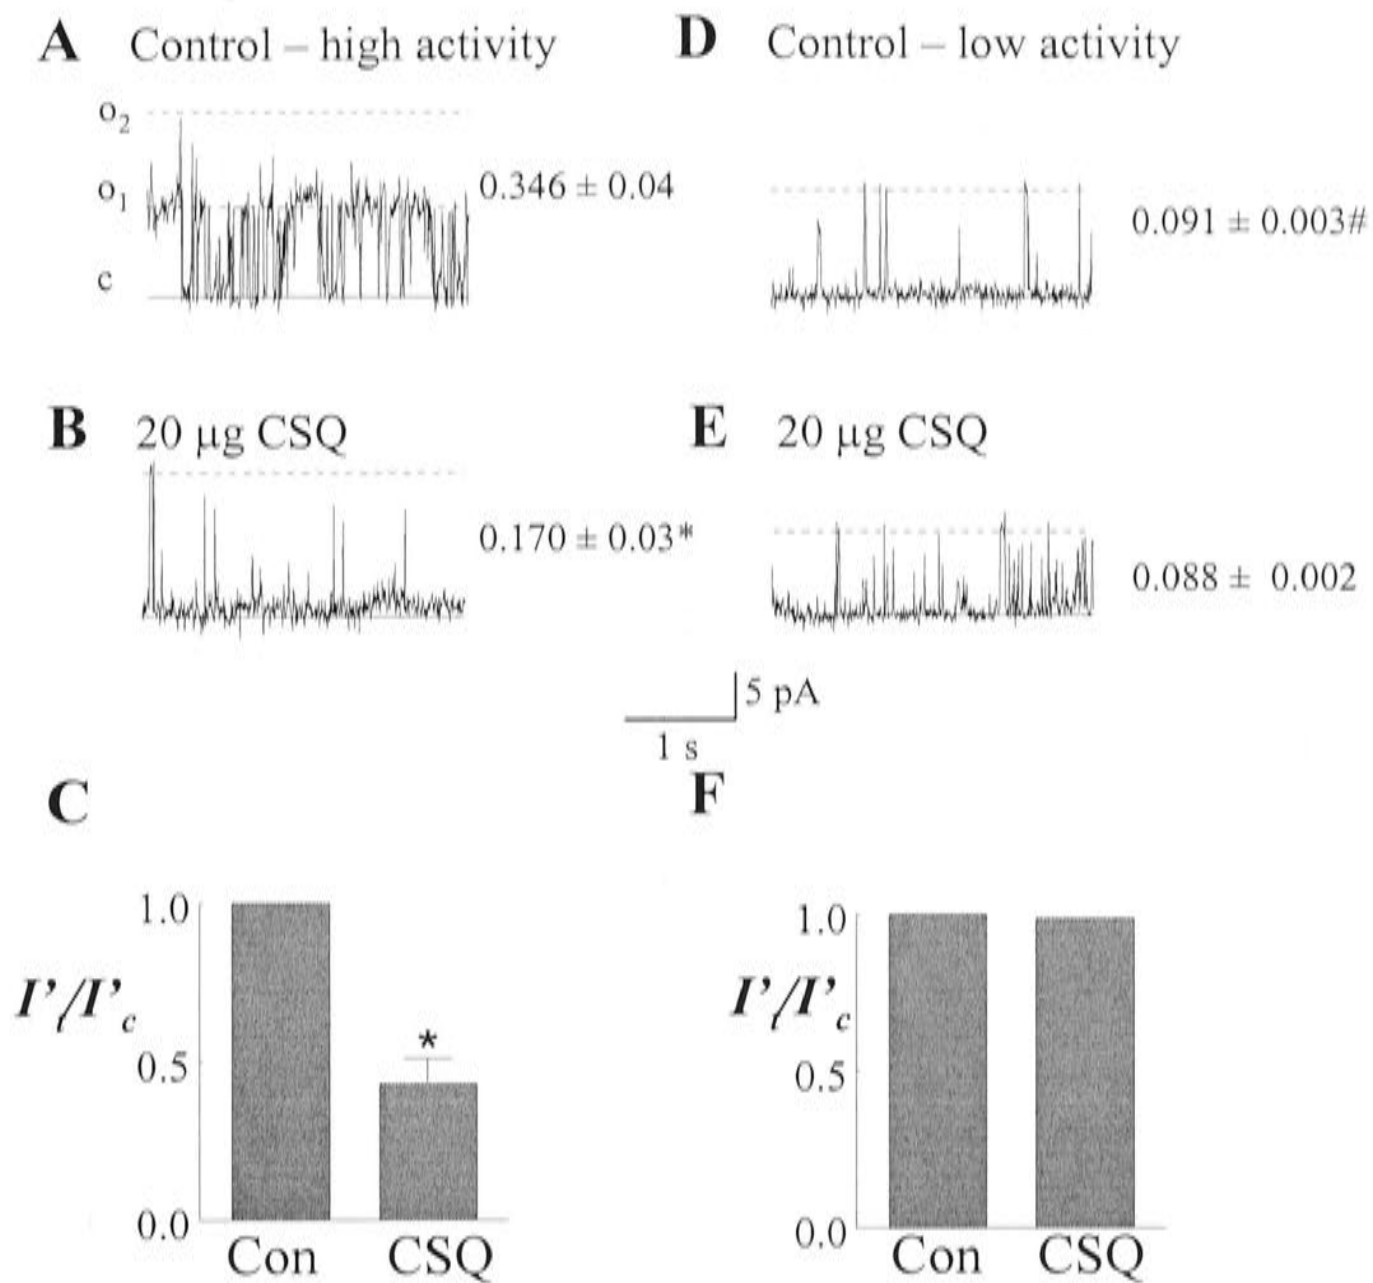 A Control – high activity
o2
o1
c
0.346 ± 0.04
D Control – low activity
0.091 ± 0.003#
B 20 μg CSQ
0.170 ± 0.03*
E 20 μg CSQ
0.088 ± 0.002
5 pA
1 s
C
1.0
I’/I’c
0.5
0.0
*
Con CSQ
F
1.0
I’/I’c
0.5
0.0
Con CSQ